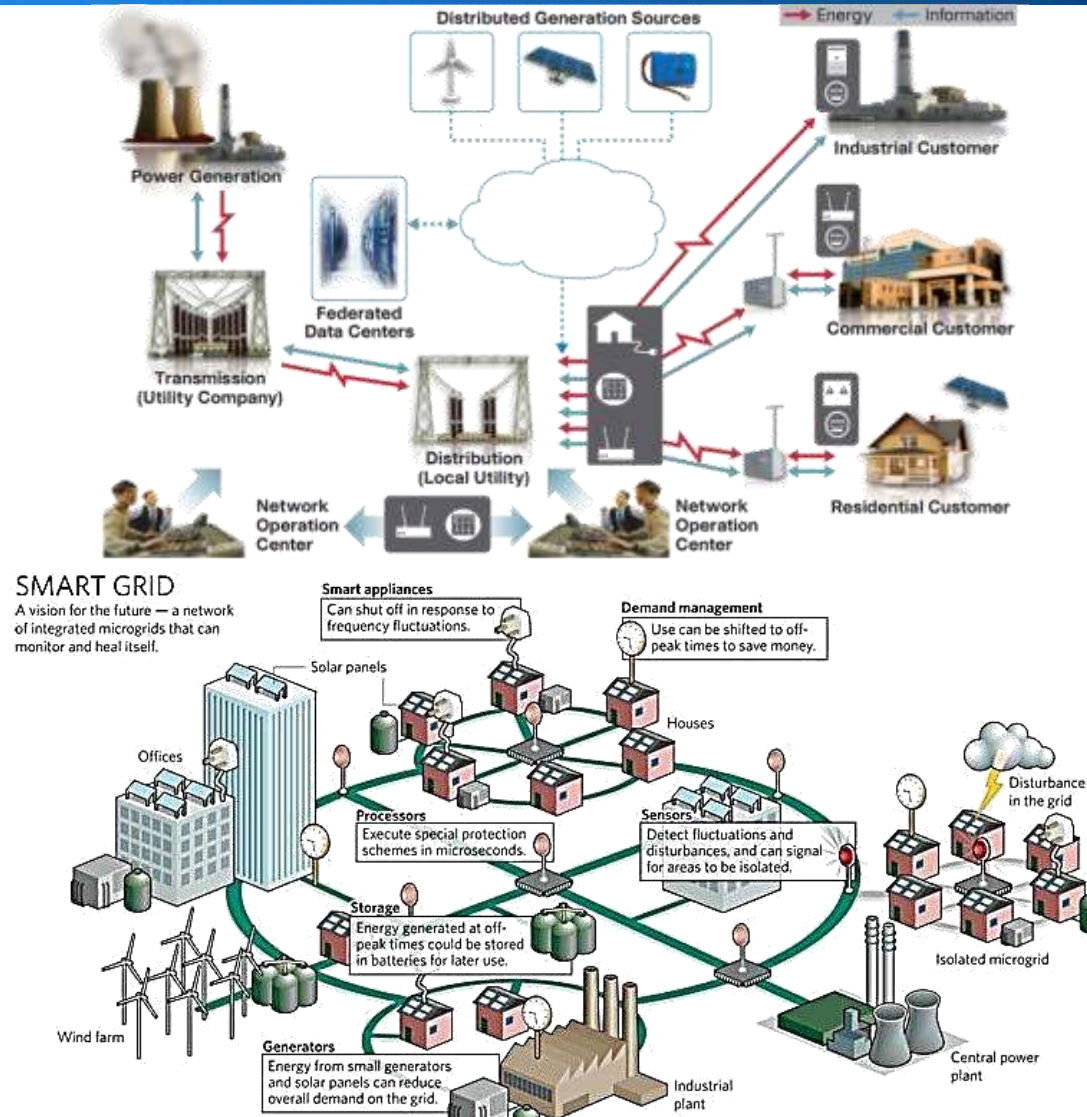 Distributed Generation Sources
Energy
Information
Power Generation
Industrial Customer
Federated
Data Centers
Commercial Customer
Transmission
(Utility Company)
Distribution
(Local Utility)
Residential Customer
Network
Operation
Center
Network
Operation
Center
SMART GRID
A vision for the future — a network
of integrated microgrids that can
monitor and heal itself.
Smart appliances
Can shut off in response to
frequency fluctuations.
Demand management
Use can be shifted to off-
peak times to save money.
Solar panels
Houses
Offices
Disturbance
in the grid
Processors
Execute special protection
schemes in microseconds.
Sensors
Detect fluctuations and
disturbances, and can signal
for areas to be isolated.
Storage
Energy generated at off-
peak times could be stored
in batteries for later use.
Isolated microgrid
Wind farm
Generators
Energy from small generators
and solar panels can reduce
overall demand on the grid.
Industrial
plant
Central power
plant